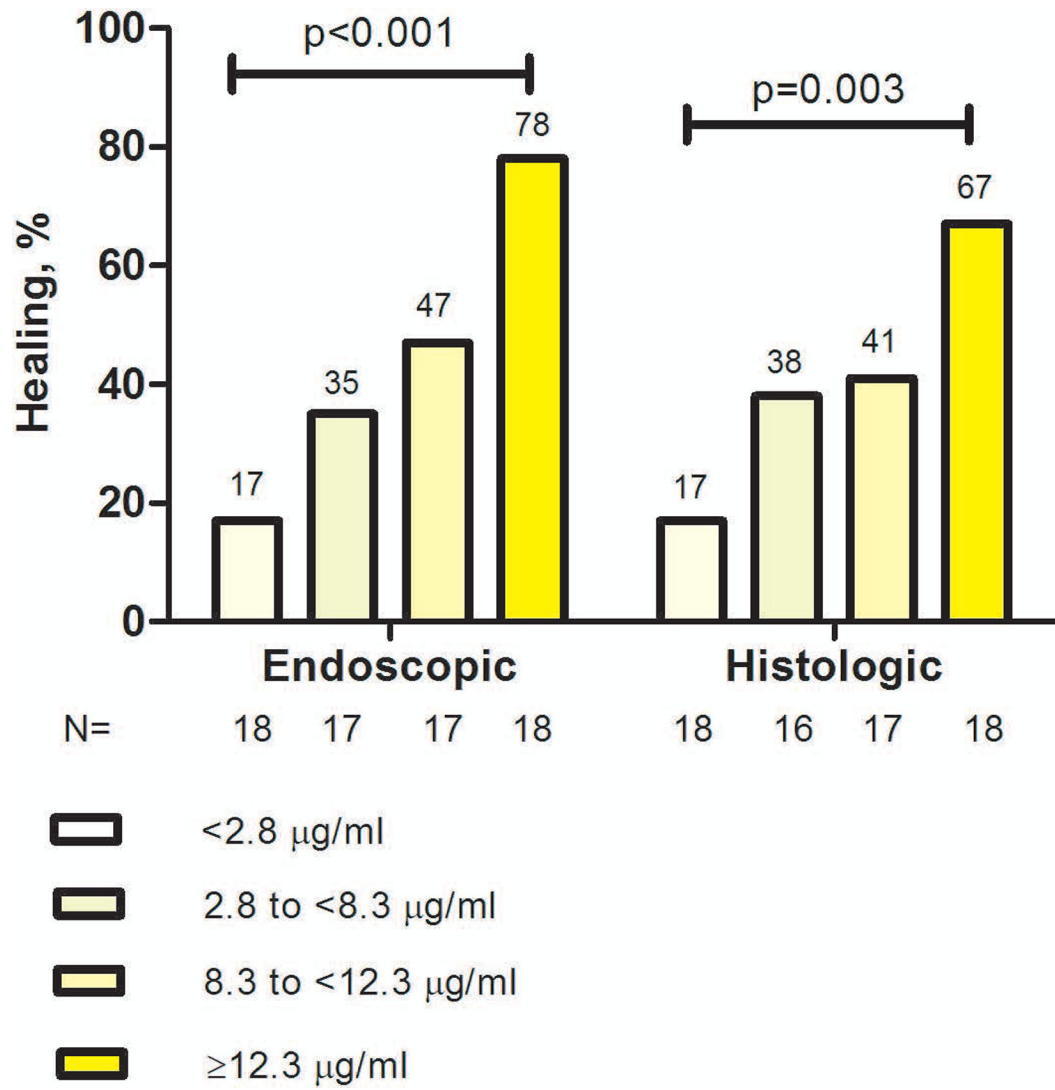 100
80
60
40
20
0
Healing, %
p<0.001
p=0.003
17
35
47
78
17
38
41
67
Endoscopic
Histologic
N= 18 17 17 18 18 16 17 18
<2.8 μg/ml
2.8 to <8.3 μg/ml
8.3 to <12.3 μg/ml
≥12.3 μg/ml